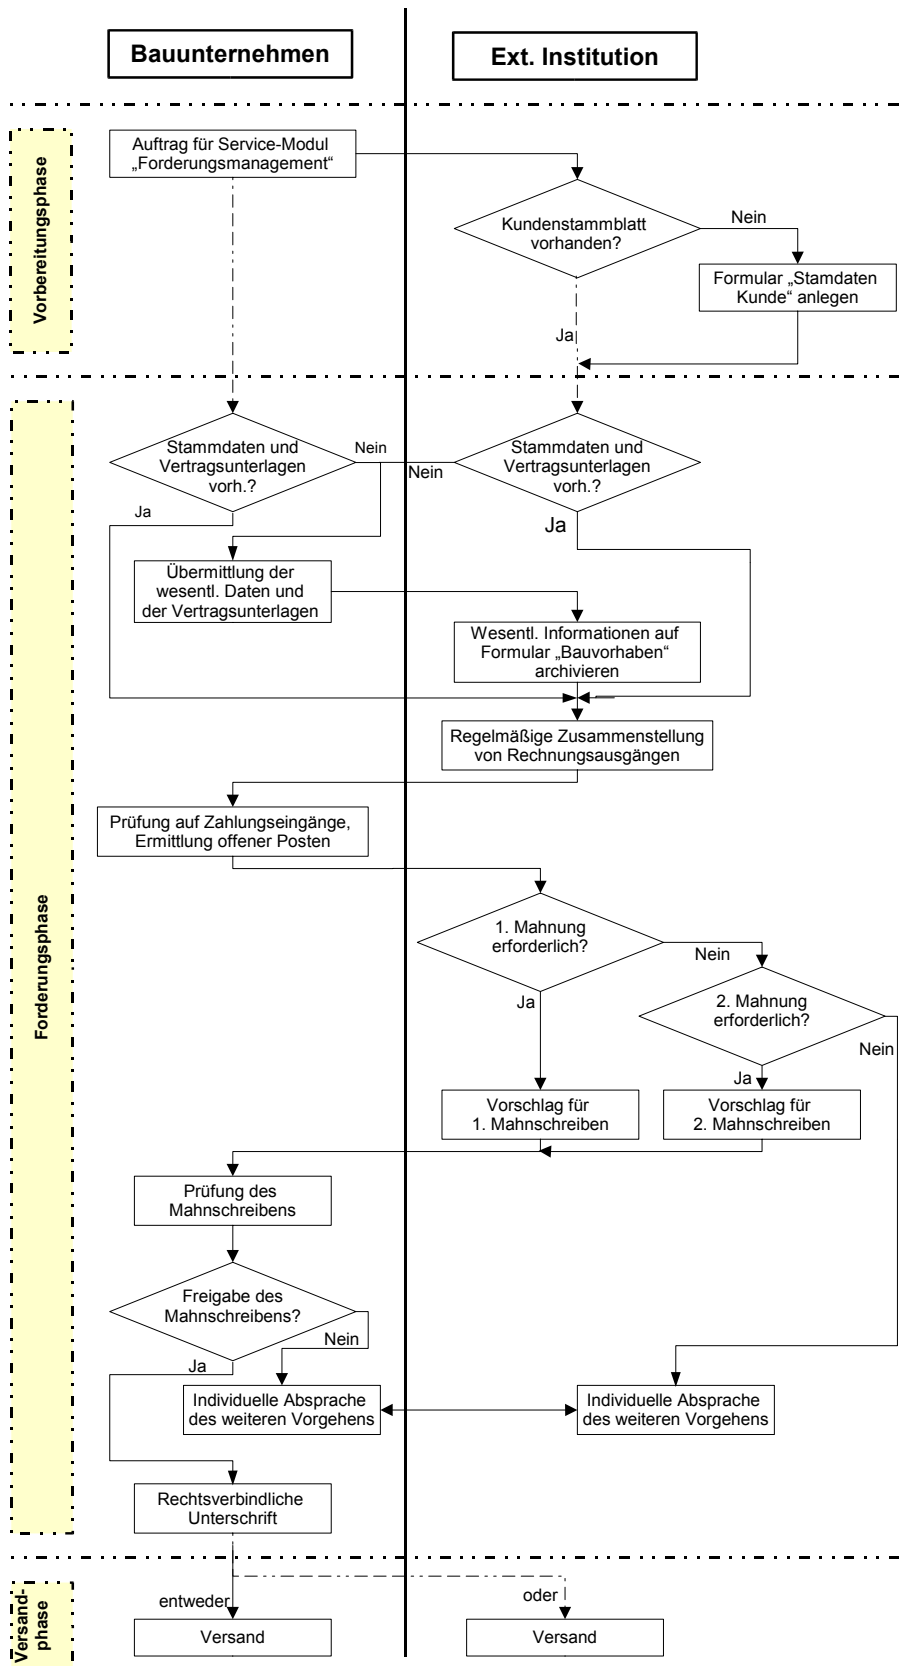 Bauunternehmen
Ext. Institution
Vorbereitungsphase
Auftrag für Service-Modul
„Forderungsmanagement“
Kundenstammblatt
vorhanden?
Nein
Formular „Stamdaten
Kunde“ anlegen
Ja
Forderungsphase
Stammdaten und
Vertragsunterlagen
vorh.?
Nein
Nein
Stammdaten und
Vertragsunterlagen
vorh.?
Ja
Ja
Übermittlung der
wesentl. Daten und
der Vertragsunterlagen
Wesentl. Informationen auf
Formular „Bauvorhaben“
archivieren
Regelmäßige Zusammenstellung
von Rechnungsausgängen
Prüfung auf Zahlungseingänge,
Ermittlung offener Posten
1. Mahnung
erforderlich?
Nein
Ja
2. Mahnung
erforderlich?
Nein
Ja
Vorschlag für
1. Mahnschreiben
Vorschlag für
2. Mahnschreiben
Prüfung des
Mahnschreibens
Freigabe des
Mahnschreibens?
Nein
Ja
Individuelle Absprache
des weiteren Vorgehens
Individuelle Absprache
des weiteren Vorgehens
Rechtsverbindliche
Unterschrift
Versand-
phase
entweder
oder
Versand
Versand